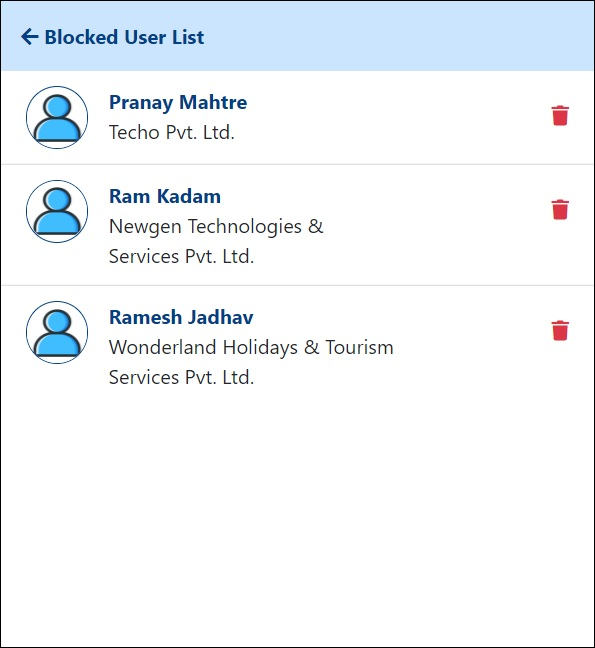 Blocked User List
Pranay Mahtre
Techo Pvt. Ltd.
Ram Kadam
Newgen Technologies &
Services Pvt. Ltd.
Ramesh Jadhav
Wonderland Holidays & Tourism
Services Pvt. Ltd.